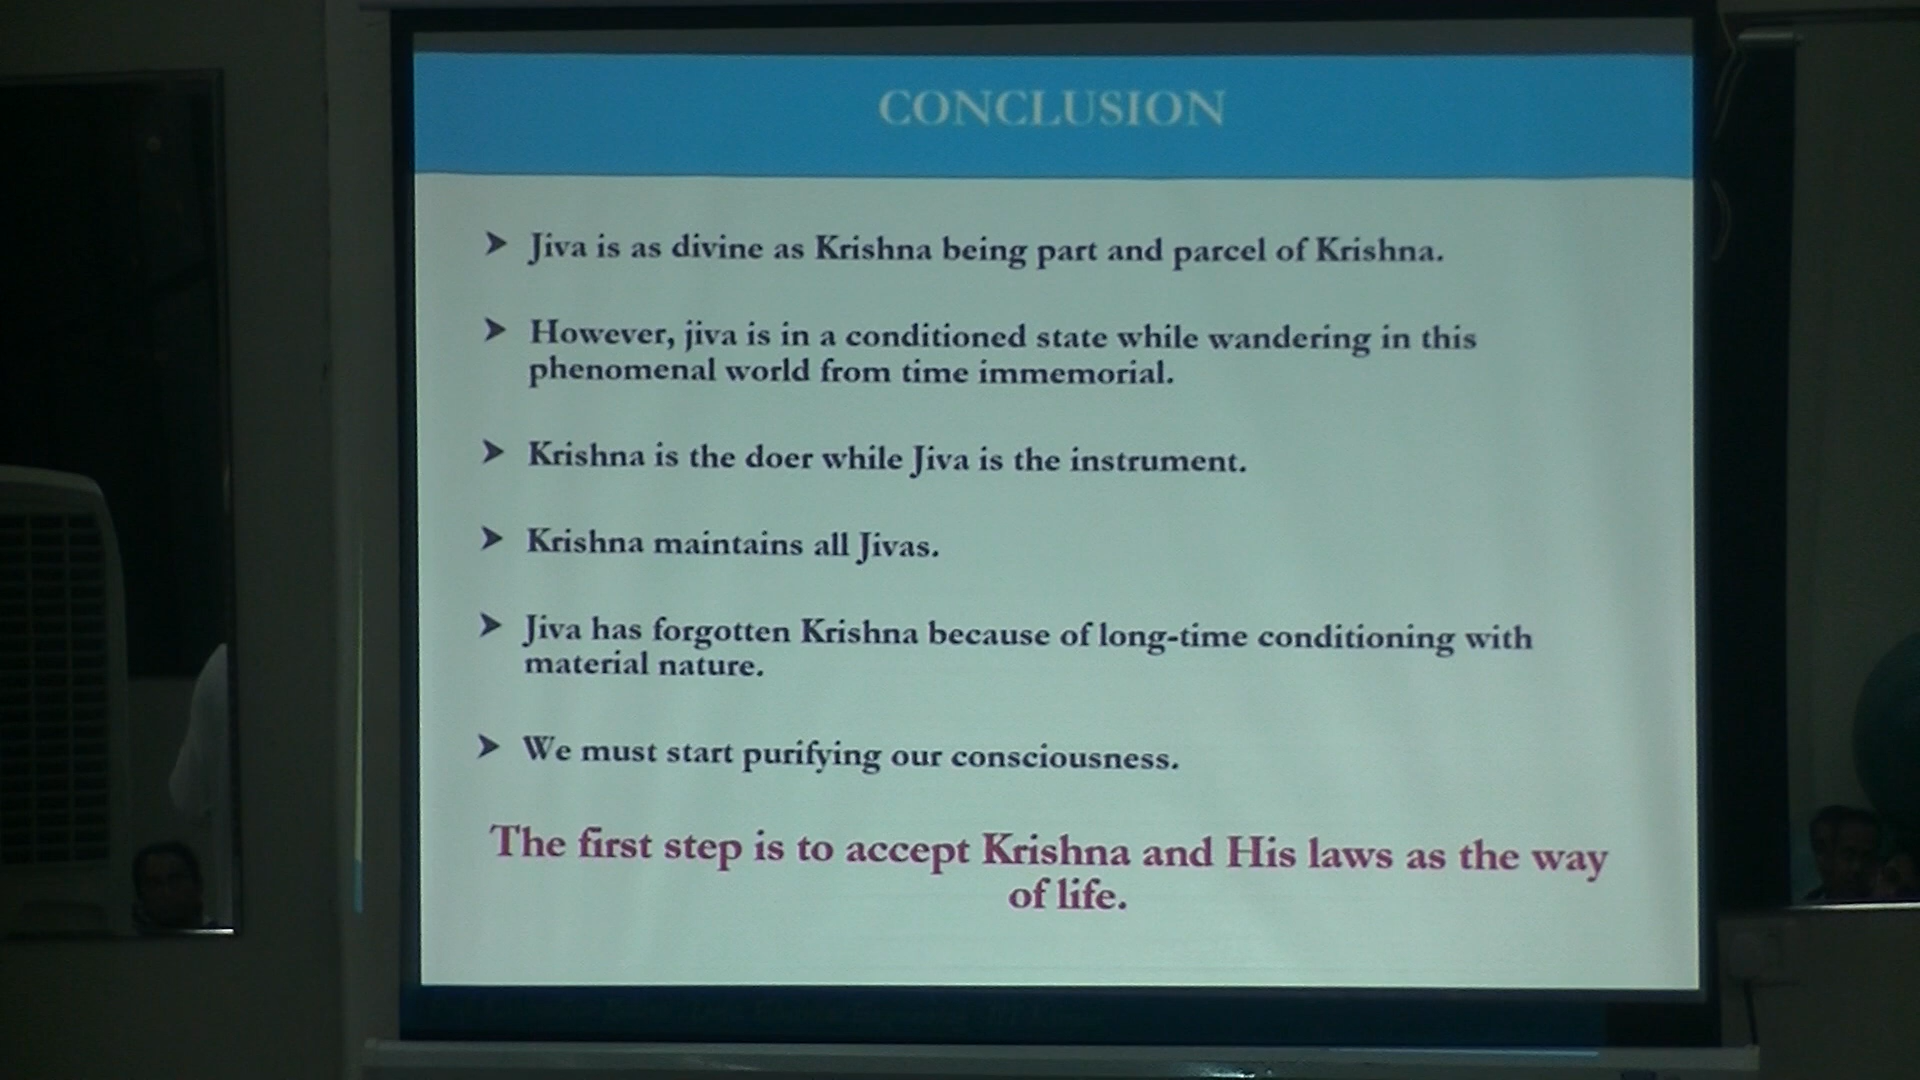 CONCLUSION
➤ Jiva is as divine as Krishna being part and parcel of Krishna.
➤ However, jiva is in a conditioned state while wandering in this
phenomenal world from time immemorial.
➤ Krishna is the doer while Jiva is the instrument.
➤ Krishna maintains all Jivas.
➤ Jiva has forgotten Krishna because of long-time conditioning with
material nature.
➤ We must start purifying our consciousness.
The first step is to accept Krishna and His laws as the way
of life.